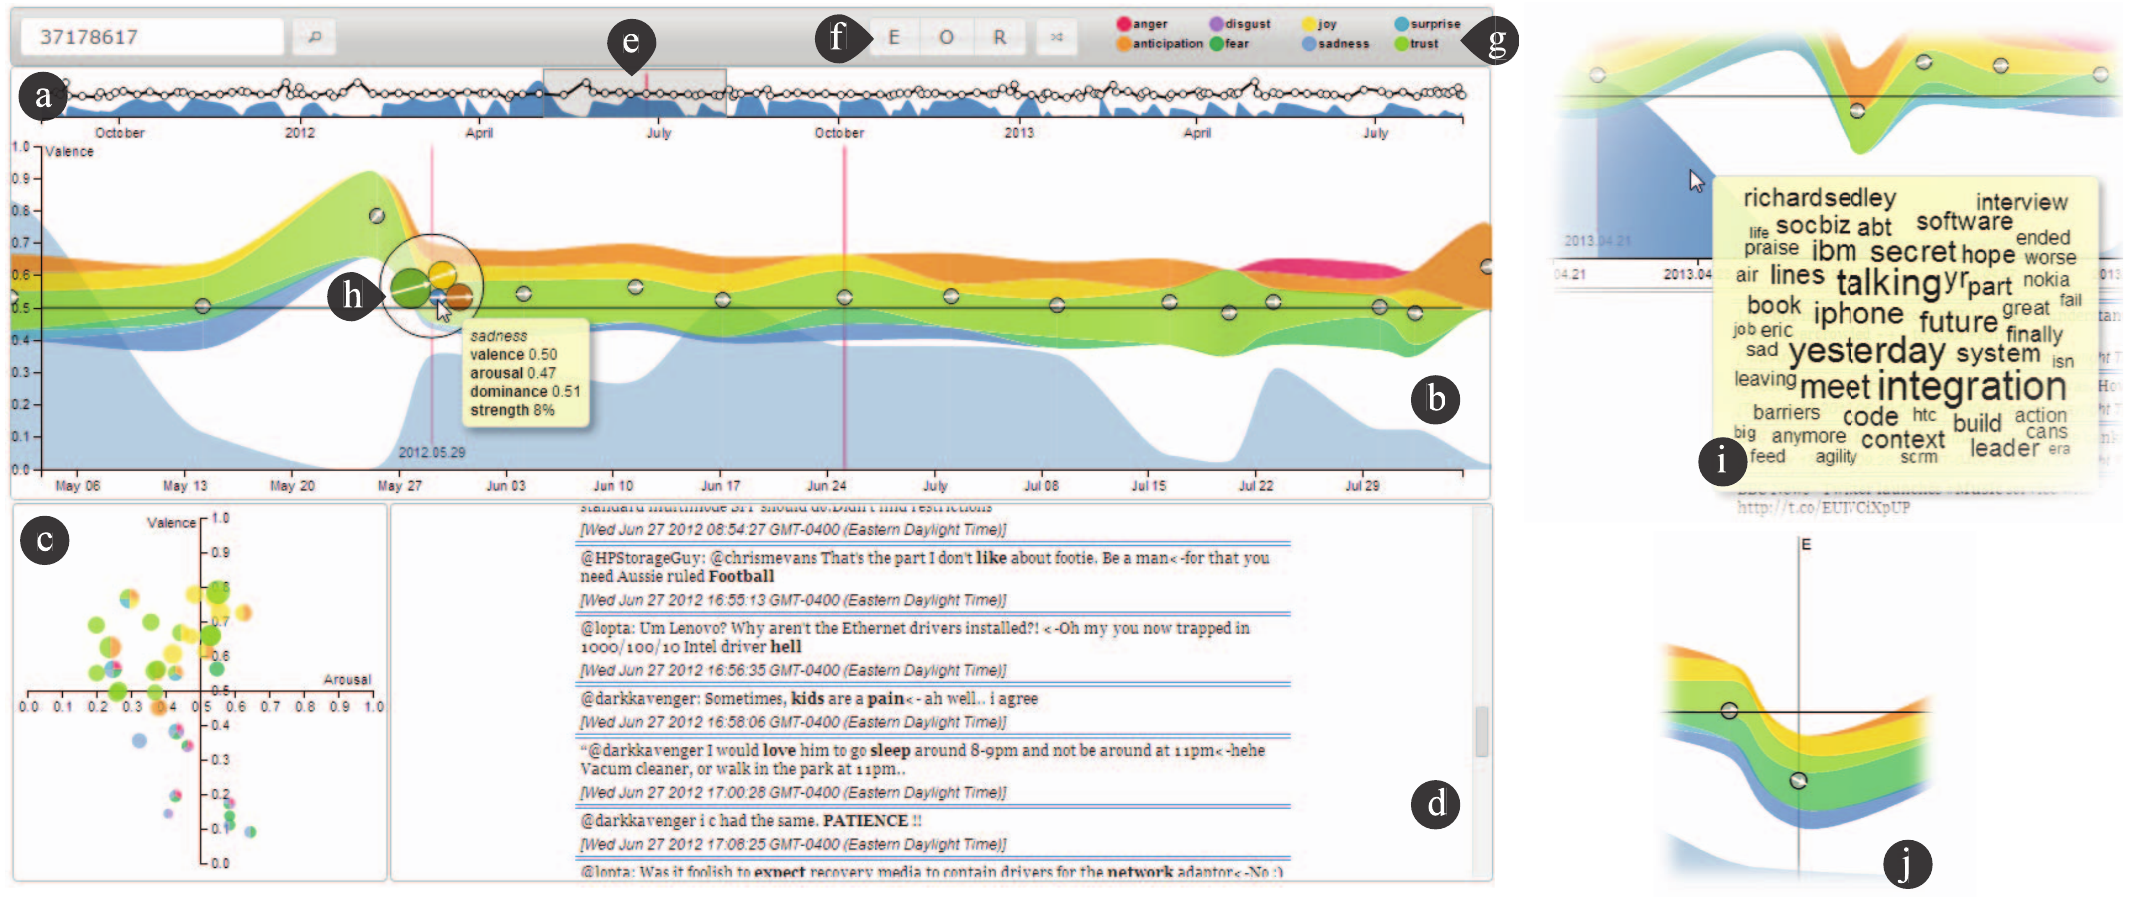 37178617
E O R
anger disgust joy surprise
anticipation fear sadness trust
a
e
f
g
October 2012 April July October 2013 April July
Valence
1.0
0.9
0.8
0.7
0.6
0.5
0.4
0.3
0.2
0.1
0.0
h
sadness
valence 0.50
arousal 0.47
dominance 0.51
strength 8%
2012.05.29
b
May 06 May 13 May 20 May 27 Jun 03 Jun 10 Jun 17 Jun 24 July Jul 08 Jul 15 Jul 22 Jul 29
c
Valence
1.0
0.9
0.8
0.7
0.6
0.5
Arousal
0.0 0.1 0.2 0.3 0.4 0.5 0.6 0.7 0.8 0.9 1.0
0.4
0.3
0.2
0.1
0.0
standard multimode SFP should do.Didn't find restrictions
[Wed Jun 27 2012 08:54:27 GMT-0400 (Eastern Daylight Time)]
@HPStorageGuy: @chrismevans That's the part I don't like about footie. Be a man<-for that you
need Aussie ruled Football
[Wed Jun 27 2012 16:55:13 GMT-0400 (Eastern Daylight Time)]
@lopta: Um Lenovo? Why aren't the Ethernet drivers installed?! <-Oh my you now trapped in
1000/100/10 Intel driver hell
[Wed Jun 27 2012 16:56:35 GMT-0400 (Eastern Daylight Time)]
@darkkavenger: Sometimes, kids are a pain<- ah well.. i agree
[Wed Jun 27 2012 16:58:06 GMT-0400 (Eastern Daylight Time)]
"@darkkavenger I would love him to go sleep around 8-9pm and not be around at 11pm<-hehe
Vacum cleaner, or walk in the park at 11pm..
[Wed Jun 27 2012 17:00:28 GMT-0400 (Eastern Daylight Time)]
@darkkavenger i c had the same. PATIENCE !!
[Wed Jun 27 2012 17:08:25 GMT-0400 (Eastern Daylight Time)]
@lopta: Was it foolish to expect recovery media to contain drivers for the network adaptor<-No :)
d
2013.04.21
04.21 2013.04
richardsedley interview
life socbiz abt software
praise ibm secret hope ended worse
air lines talking yr part nokia
book iphone future great fail
job eric finally
sad yesterday system isn
leaving meet integration
barriers code htc build action
big anymore context leader cans
feed agility scrm era
i
http://t.co/EUIVCiXpUP
E
j